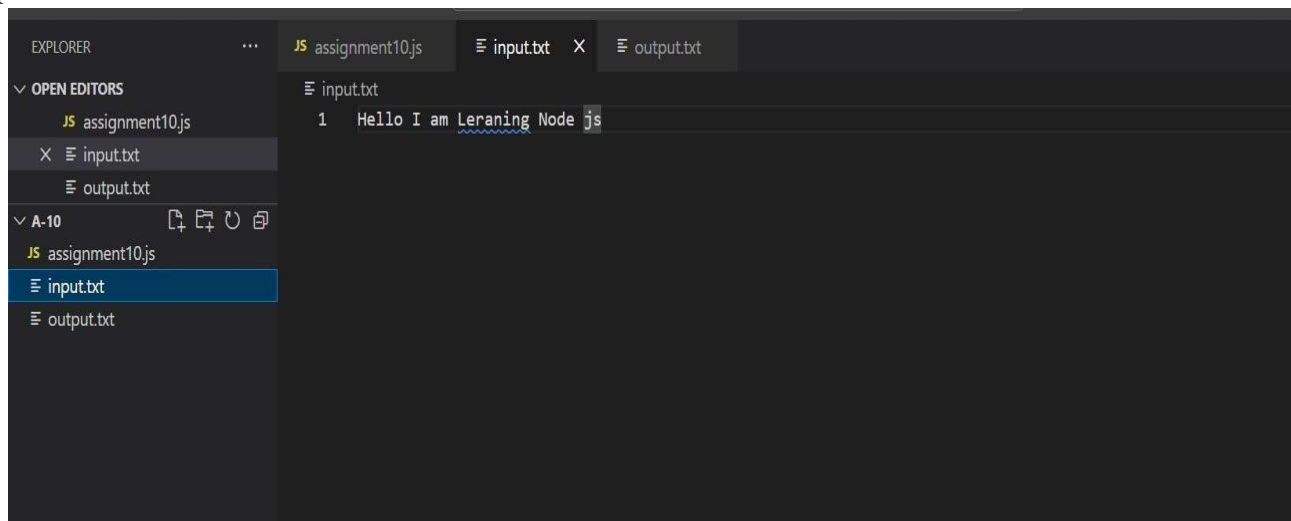 EXPLORER ...
OPEN EDITORS
JS assignment10.js
input.txt
output.txt
A-10
JS assignment10.js
input.txt
output.txt
JS assignment10.js input.txt X output.txt
input.txt
1 Hello I am Leraning Node js